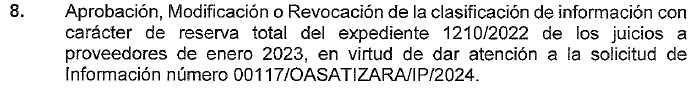 8. Aprobación, Modificación o Revocación de la clasificación de información con
carácter de reserva total del expediente 1210/2022 de los juicios a
proveedores de enero 2023, en virtud de dar atención a la solicitud de
Información número 00117/OASATIZARA/IP/2024.